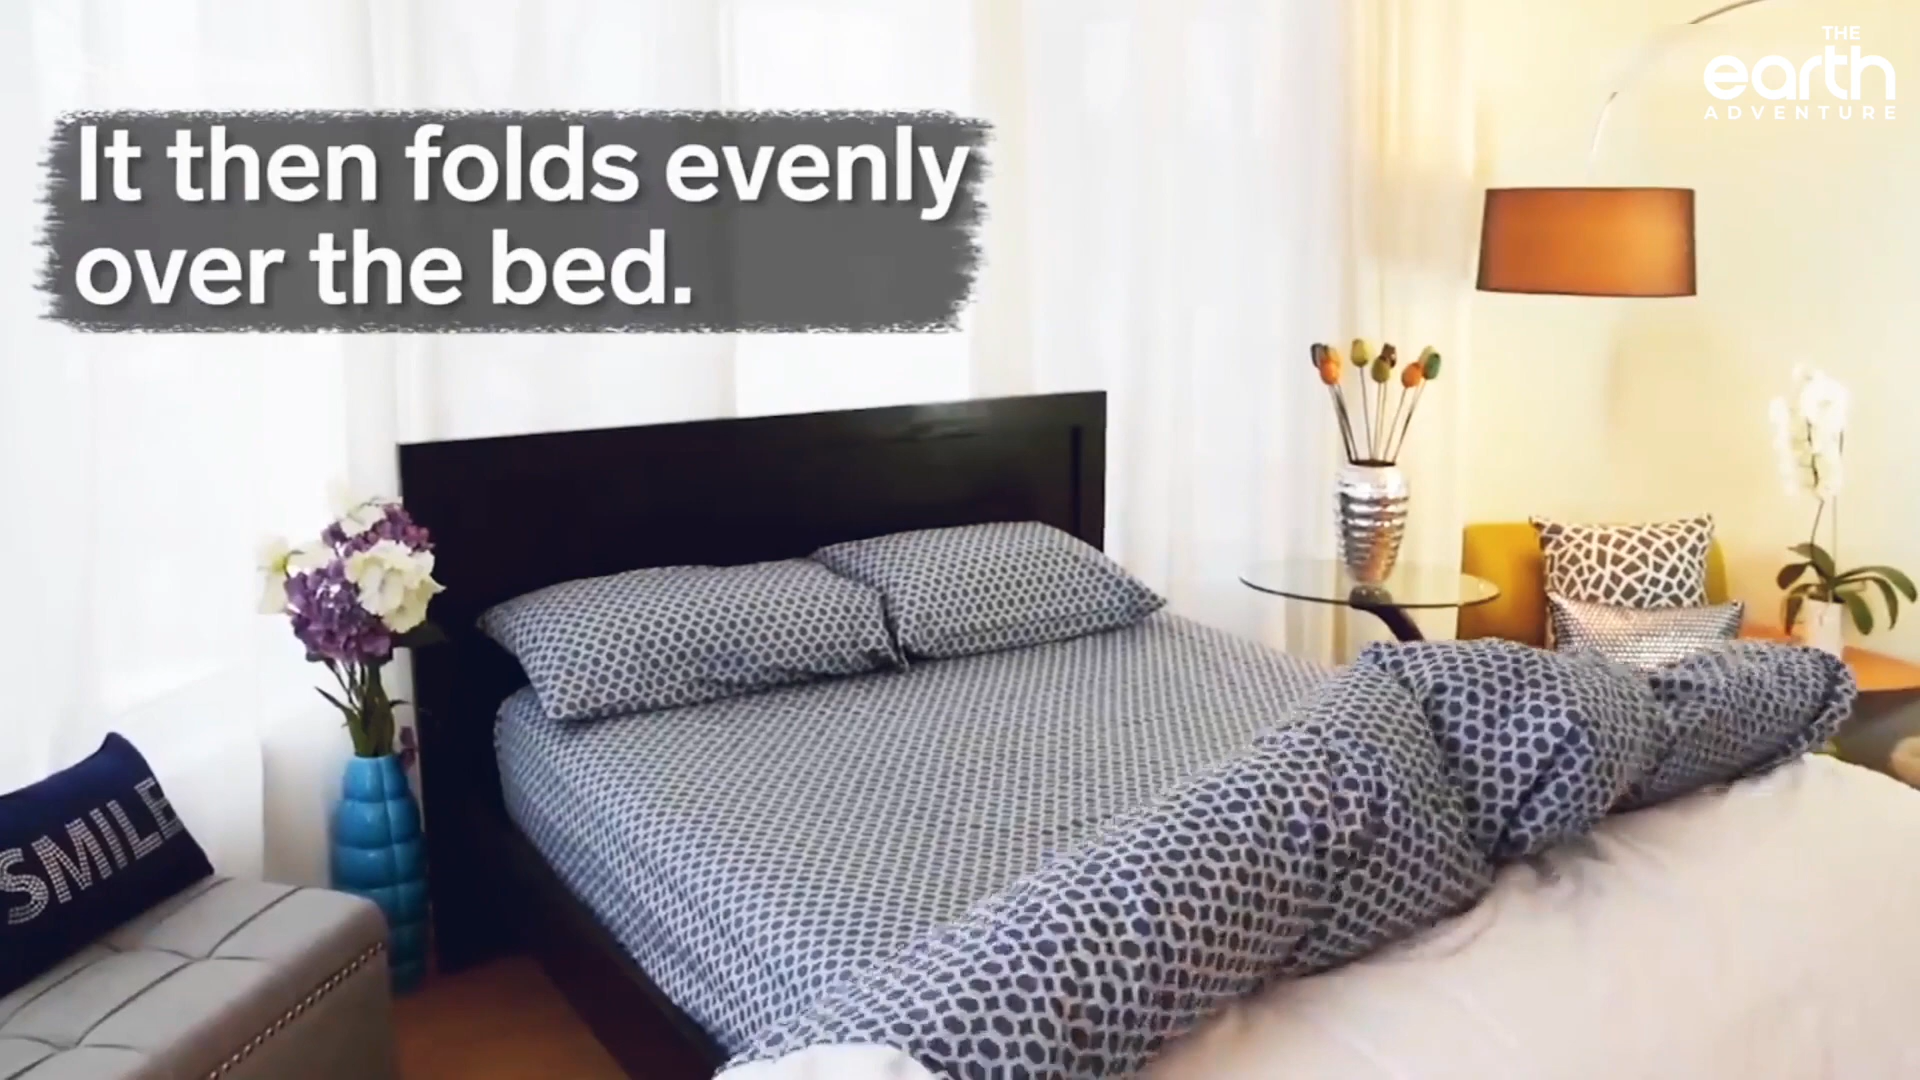 THE
earth
ADVENTURE
It then folds evenly
over the bed.
SMILE